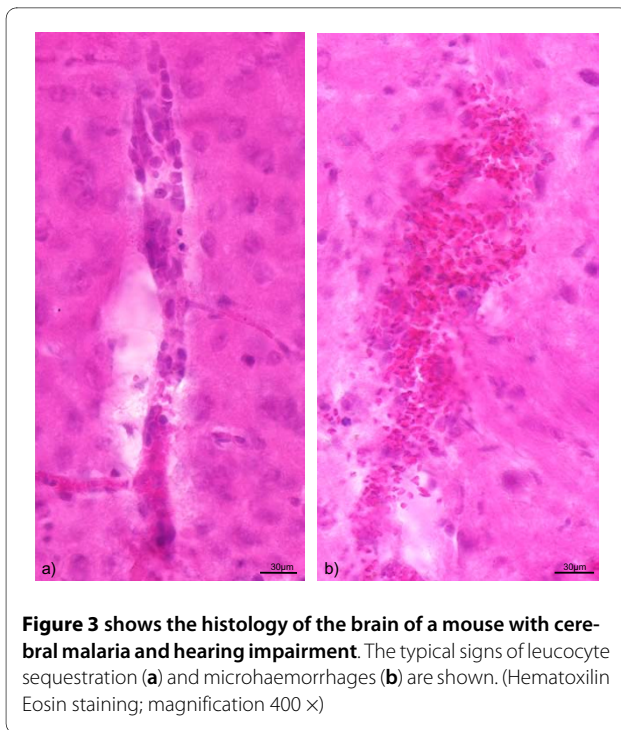 a)
30µm
b)
30µm
Figure 3 shows the histology of the brain of a mouse with cere-
bral malaria and hearing impairment. The typical signs of leucocyte
sequestration (a) and microhaemorrhages (b) are shown. (Hematoxilin
Eosin staining; magnification 400 ×)